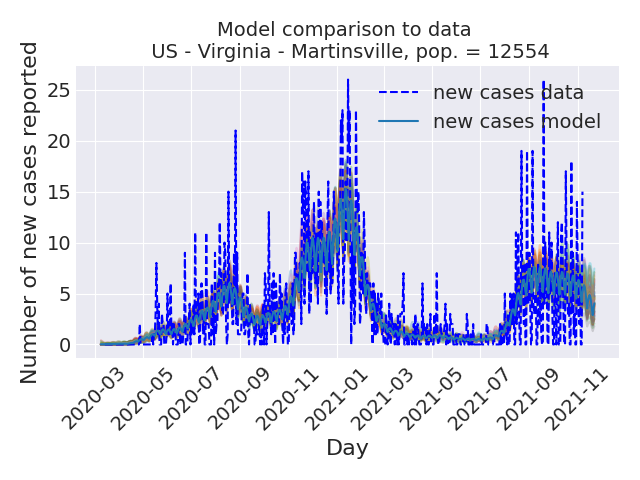 Model comparison to data
US - Virginia - Martinsville, pop. = 12554
Number of new cases reported
25
20
15
10
5
0
new cases data
new cases model
2020-03
2020-05
2020-07
2020-09
2020-11
2021-01
2021-03
2021-05
2021-07
2021-09
2021-11
Day